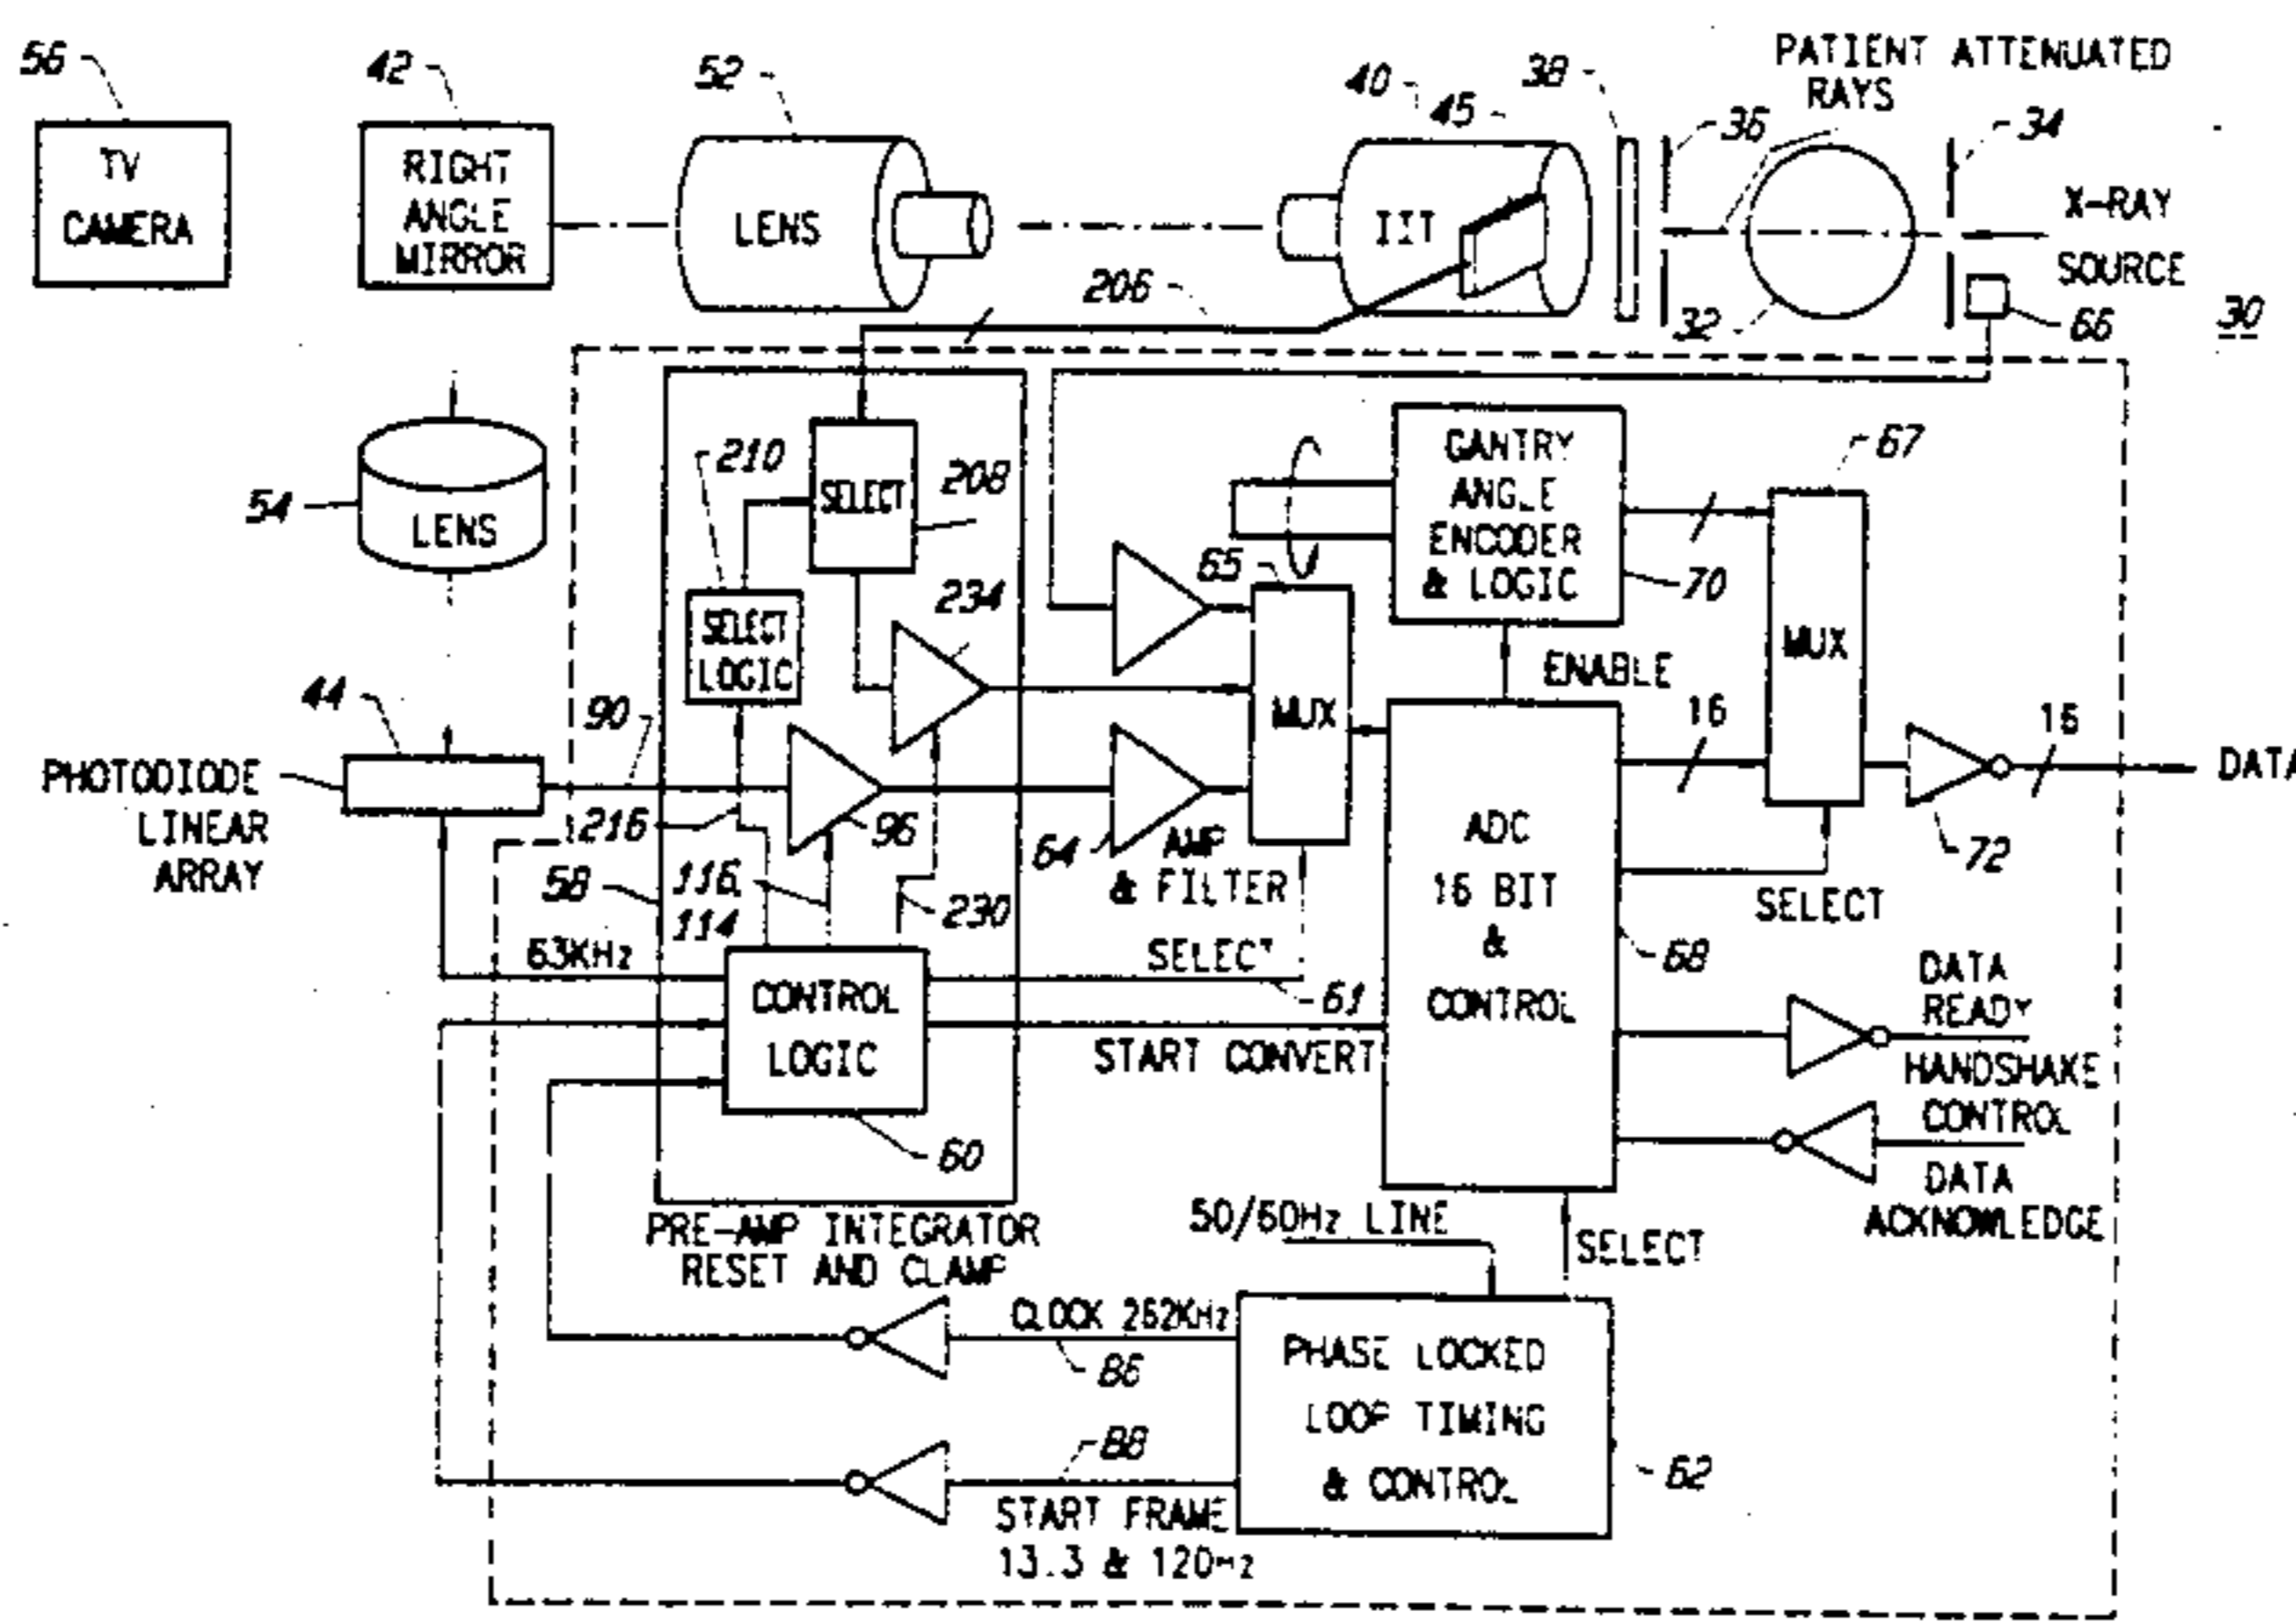 56
42
52
40
45
38
PATIENT ATTENUATED
RAYS
36
34
TV
CAMERA
RIGHT
ANGLE
MIRROR
LENS
IIT
X-RAY
SOURCE
206
32
66
30
54
LENS
210
SELECT
208
GANTRY
ANGLE
ENCODER
& LOGIC
67
65
70
SELECT
LOGIC
234
MUX
ENABLE
MUX
44
90
16
16
PHOTODIODE
LINEAR
ARRAY
DATA
216
96
64
AMP
& FILTER
ADC
16 BIT
&
CONTROL
72
58
116,
114
230
SELECT
63KHz
SELECT
61
68
CONTROL
LOGIC
START CONVERT
DATA
READY
HANDSHAKE
CONTROL
60
DATA
ACKNOWLEDGE
PRE-AMP INTEGRATOR
RESET AND CLAMP
50/60Hz LINE
SELECT
CLOCK 262KHz
86
PHASE LOCKED
LOOP TIMING
& CONTROL
88
62
START FRAME
13.3 & 120Hz